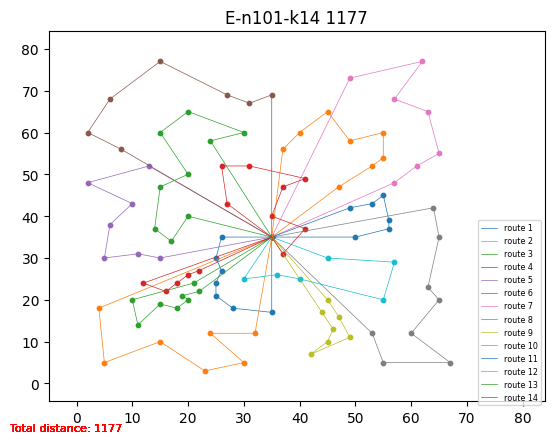 E-n101-k14 1177
80
70
60
50
40
30
20
10
0
0 10 20 30 40 50 60 70 80
route 1
route 2
route 3
route 4
route 5
route 6
route 7
route 8
route 9
route 10
route 11
route 12
route 13
route 14
Total distance: 1177